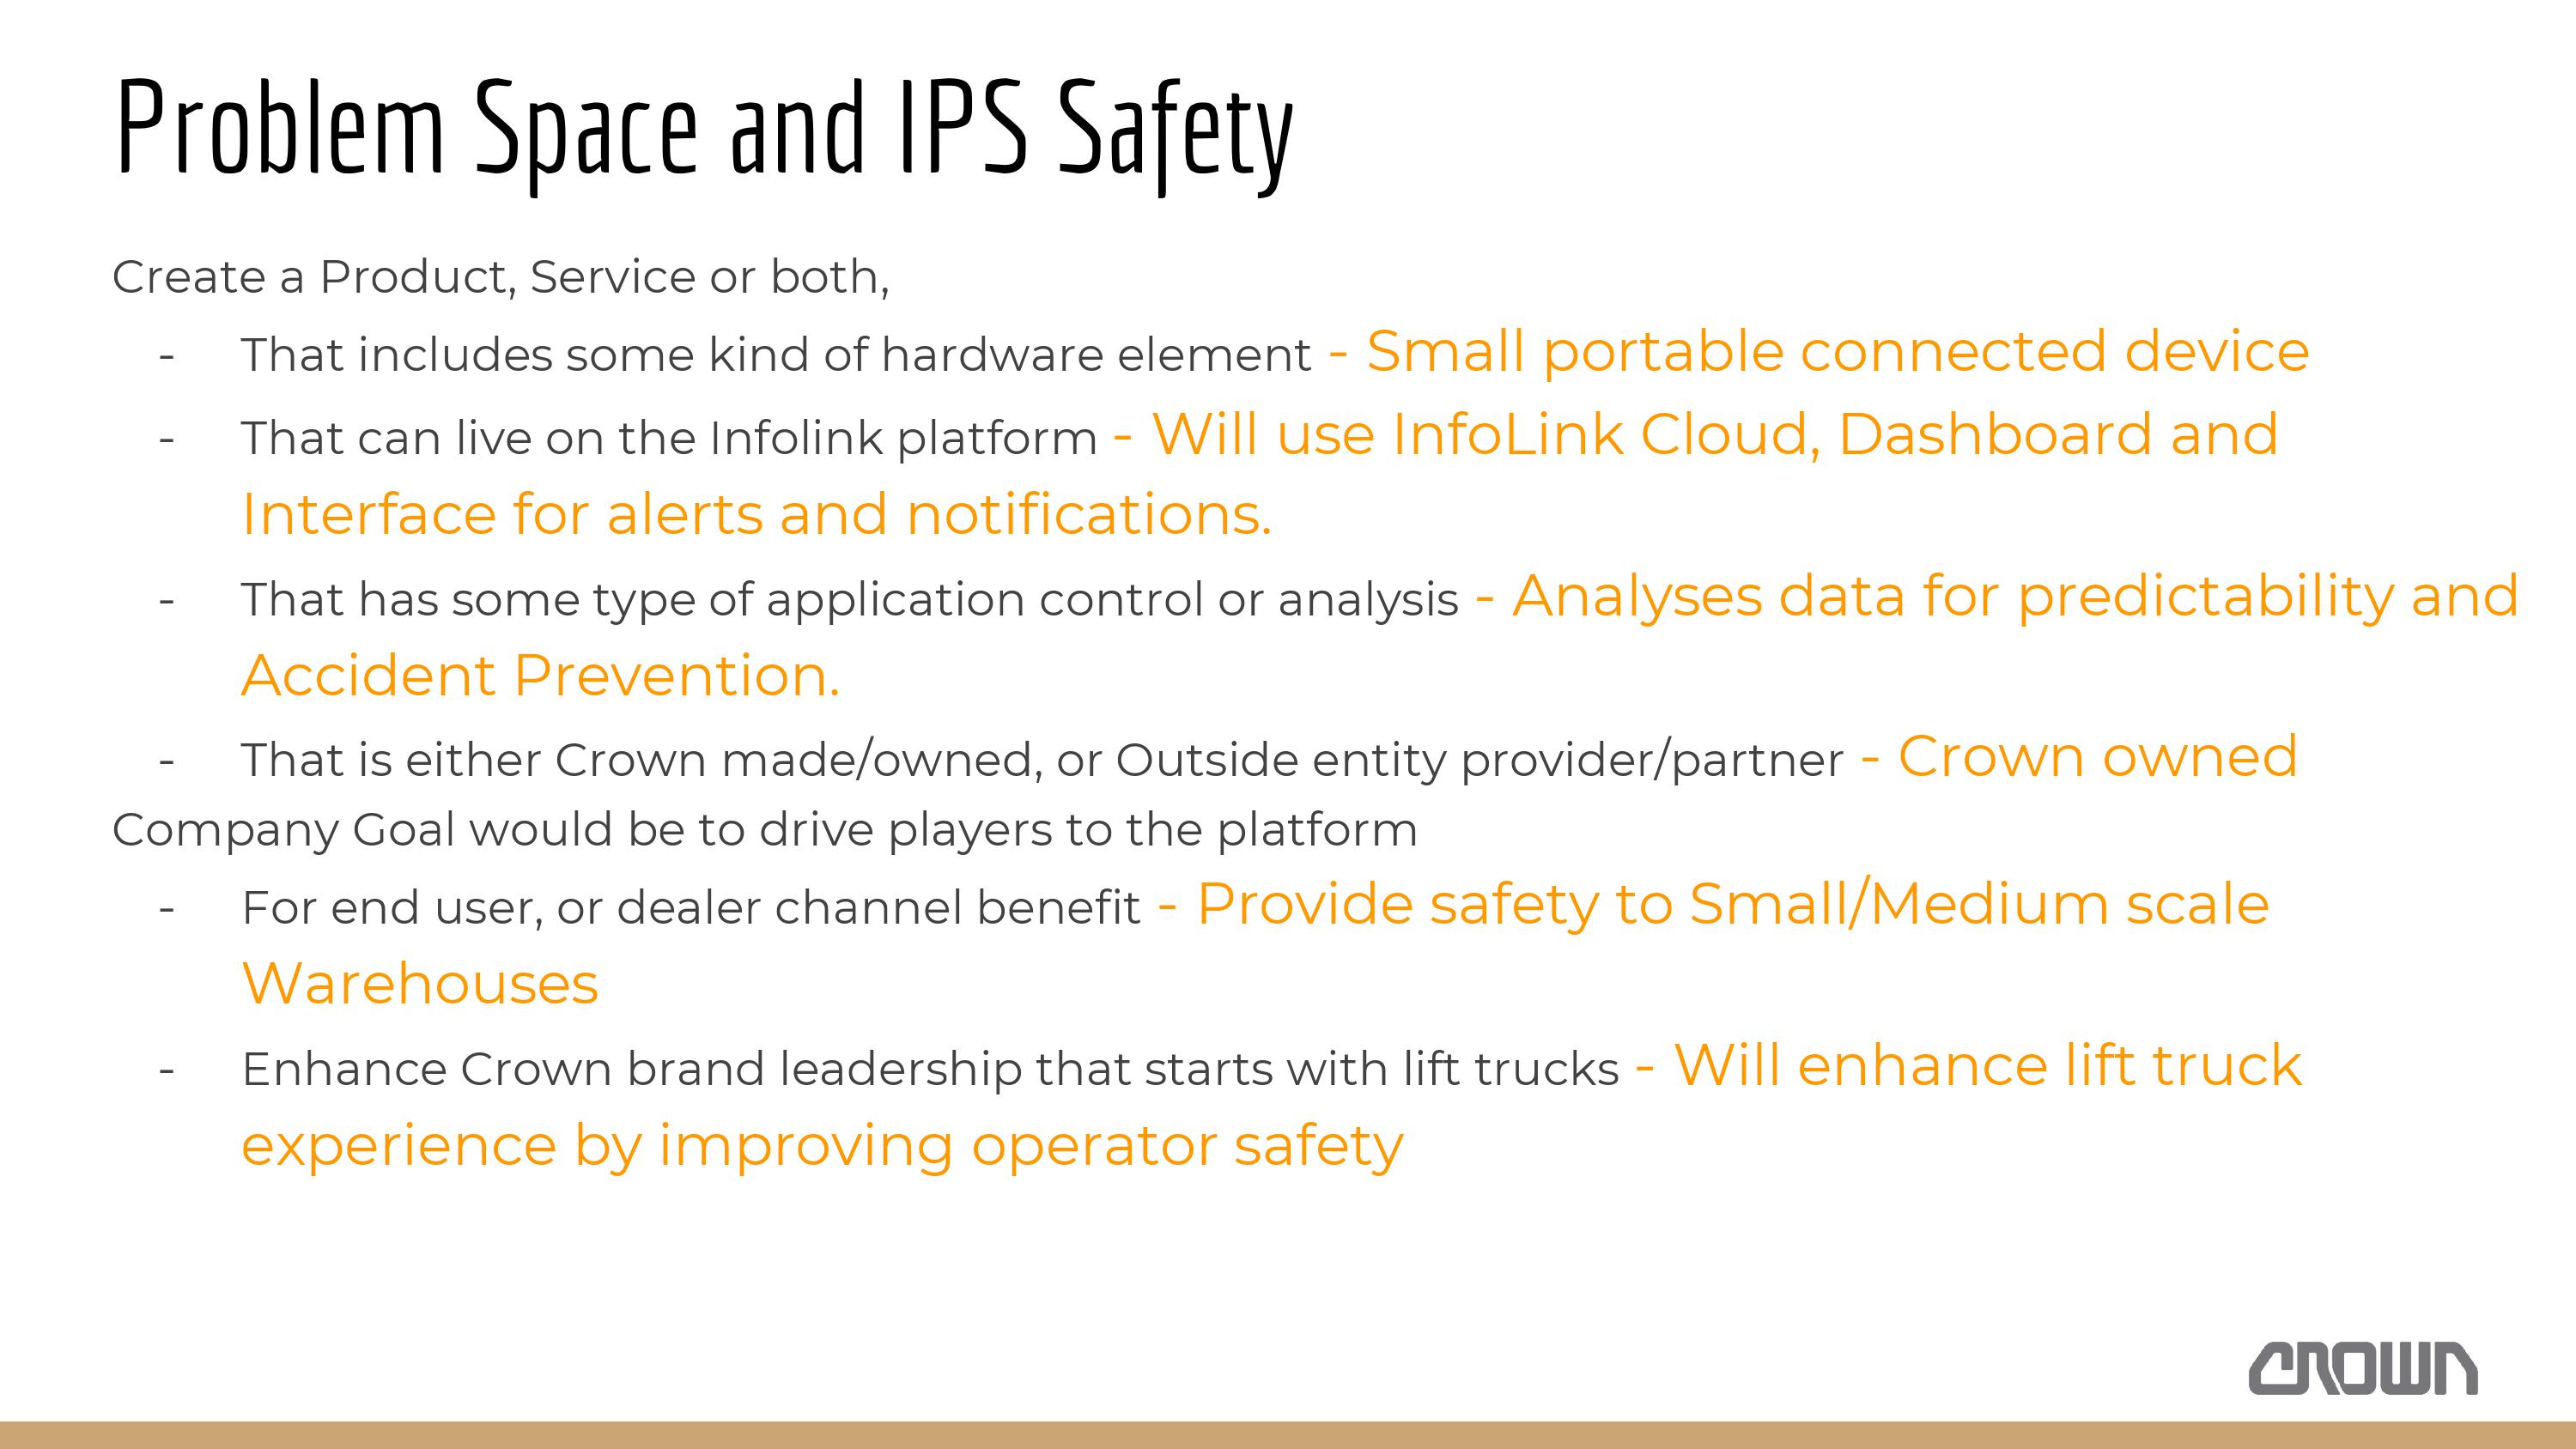 Problem Space and IPS Safety
Create a Product, Service or both,
- That includes some kind of hardware element - Small portable connected device
- That can live on the Infolink platform - Will use InfoLink Cloud, Dashboard and
Interface for alerts and notifications.
- That has some type of application control or analysis - Analyses data for predictability and
Accident Prevention.
- That is either Crown made/owned, or Outside entity provider/partner - Crown owned
Company Goal would be to drive players to the platform
- For end user, or dealer channel benefit - Provide safety to Small/Medium scale
Warehouses
- Enhance Crown brand leadership that starts with lift trucks - Will enhance lift truck
experience by improving operator safety
CROWN